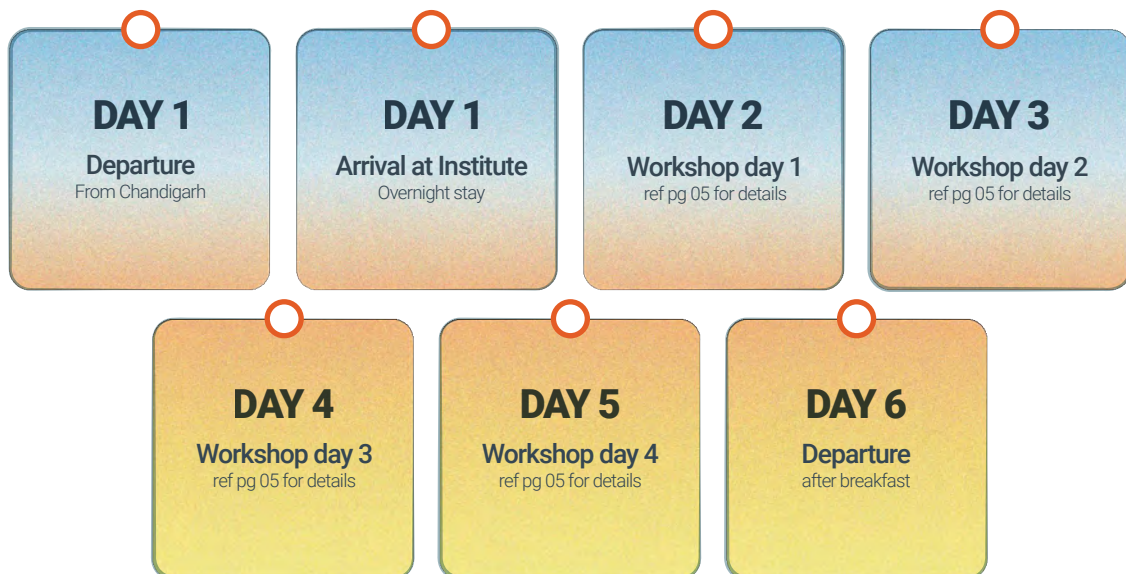 DAY 1
Departure
From Chandigarh
DAY 1
Arrival at Institute
Overnight stay
DAY 2
Workshop day 1
ref pg 05 for details
DAY 3
Workshop day 2
ref pg 05 for details
DAY 4
Workshop day 3
ref pg 05 for details
DAY 5
Workshop day 4
ref pg 05 for details
DAY 6
Departure
after breakfast